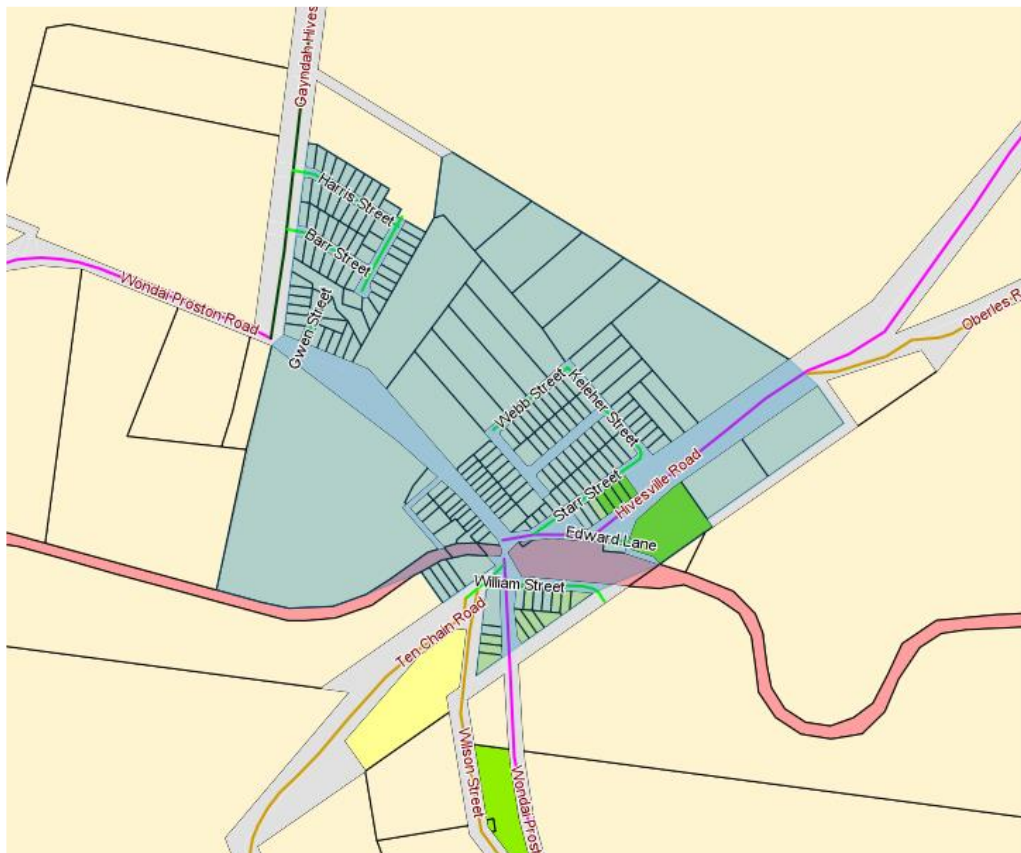 Gayndah-Hives
Harris Street
Barr Street
Wondai-Proston-Road
Gwen Street
Oberles R
Webb Street
Keleher Street
Hivesville Road
Starr Street
Edward Lane
William Street
Ten Chain Road
Wilson Street
Wondai-Prost